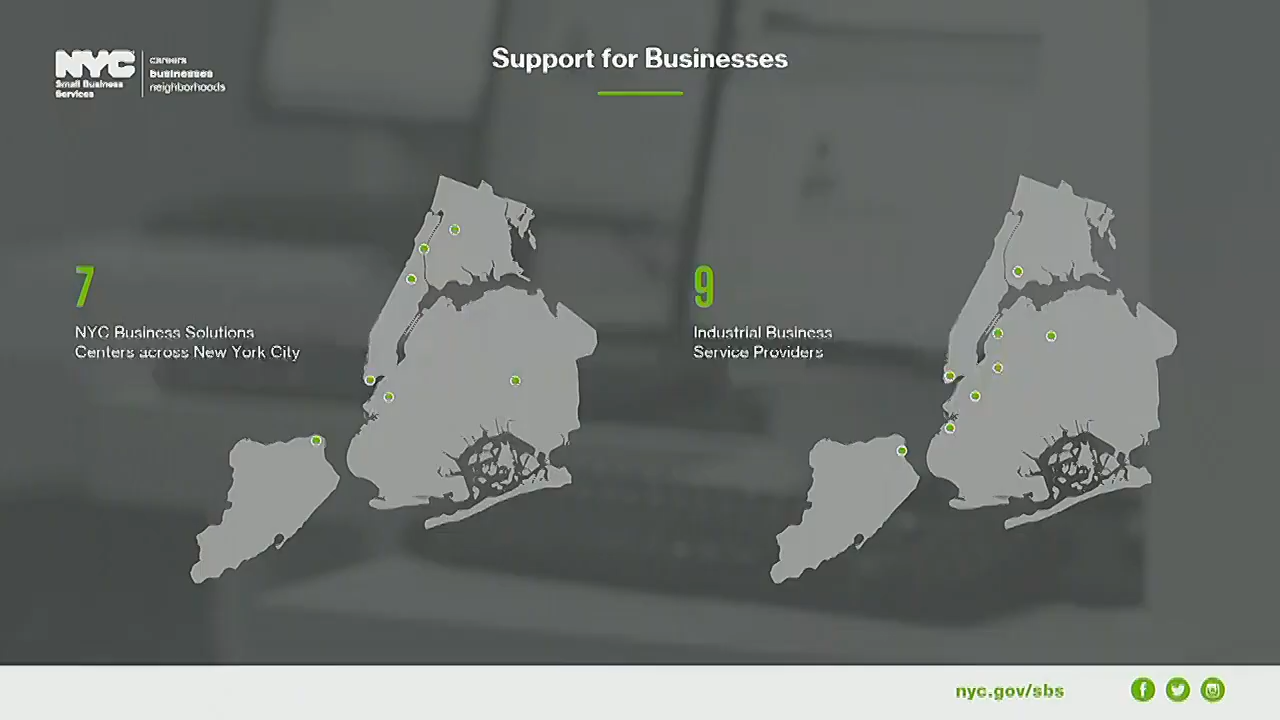 NYC
Small Business
Services
careers
businesses
neighborhoods
Support for Businesses
7
NYC Business Solutions
Centers across New York City
9
Industrial Business
Service Providers
nyc.gov/sbs